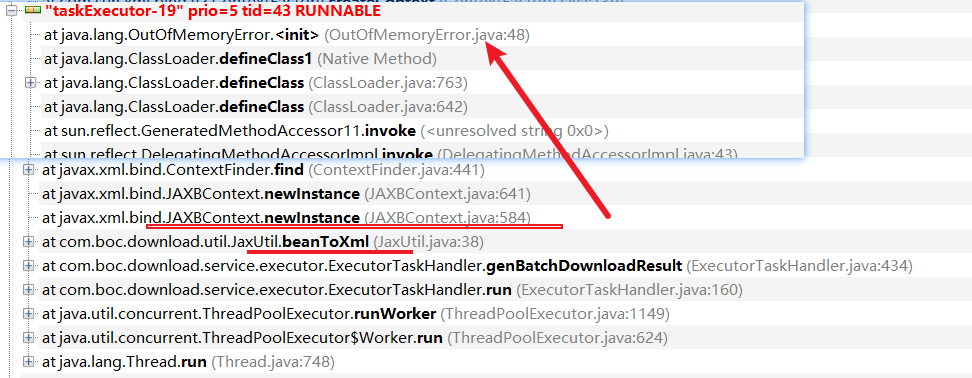 "taskExecutor-19" prio=5 tid=43 RUNNABLE
at java.lang.OutOfMemoryError.<init> (OutOfMemoryError.java:48)
at java.lang.ClassLoader.defineClass1 (Native Method)
at java.lang.ClassLoader.defineClass (ClassLoader.java:763)
at java.lang.ClassLoader.defineClass (ClassLoader.java:642)
at sun.reflect.GeneratedMethodAccessor11.invoke (<unresolved string 0x0>)
at sun.reflect.DelegatingMethodAccessorImpl.invoke (DelegatingMethodAccessorImpl.java:43)
at javax.xml.bind.ContextFinder.find (ContextFinder.java:441)
at javax.xml.bind.JAXBContext.newInstance (JAXBContext.java:641)
at javax.xml.bind.JAXBContext.newInstance (JAXBContext.java:584)
at com.boc.download.util.JaxUtil.beanToXml (JaxUtil.java:38)
at com.boc.download.service.executor.ExecutorTaskHandler.genBatchDownloadResult (ExecutorTaskHandler.java:434)
at com.boc.download.service.executor.ExecutorTaskHandler.run (ExecutorTaskHandler.java:160)
at java.util.concurrent.ThreadPoolExecutor.runWorker (ThreadPoolExecutor.java:1149)
at java.util.concurrent.ThreadPoolExecutor$Worker.run (ThreadPoolExecutor.java:624)
at java.lang.Thread.run (Thread.java:748)